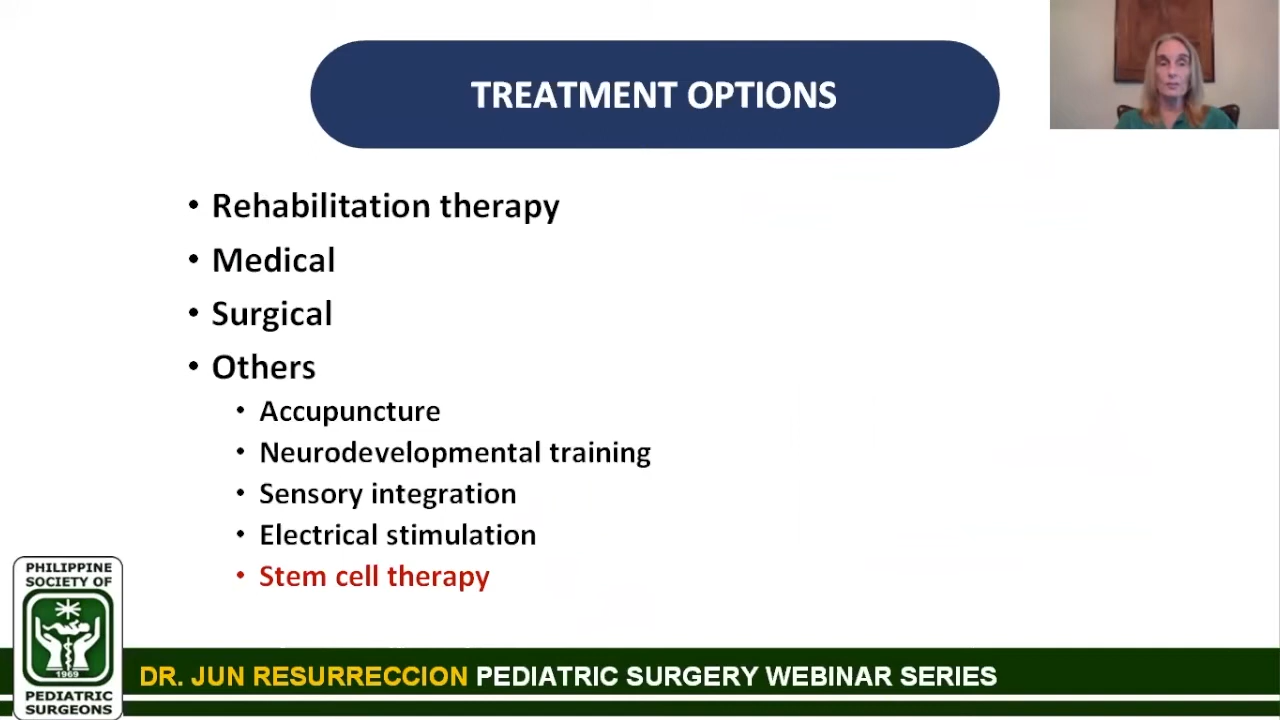 TREATMENT OPTIONS
• Rehabilitation therapy
• Medical
• Surgical
• Others
• Accupuncture
• Neurodevelopmental training
• Sensory integration
• Electrical stimulation
• Stem cell therapy
PHILIPPINE
SOCIETY OF
1969
PEDIATRIC
SURGEONS
DR. JUN RESURRECCION PEDIATRIC SURGERY WEBINAR SERIES